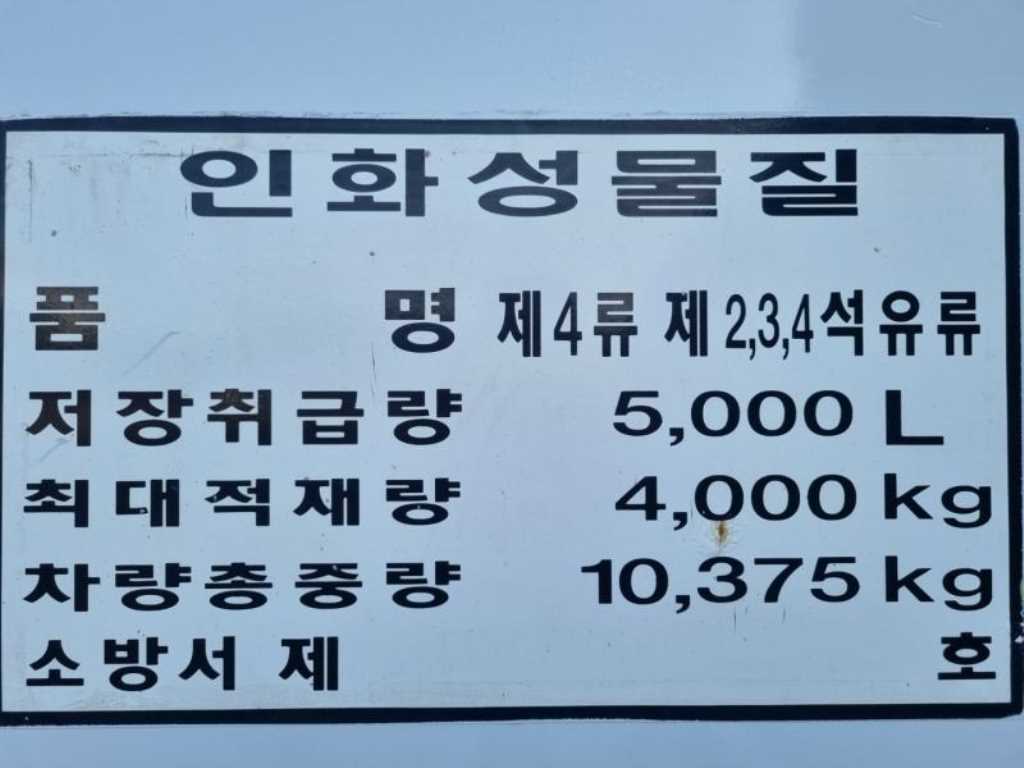 인화성물질
품 명 제4류 제2,3,4석유류
저장취급량 5,000 L
최대적재량 4,000 kg
차량총중량 10,375 kg
소방서 제 호